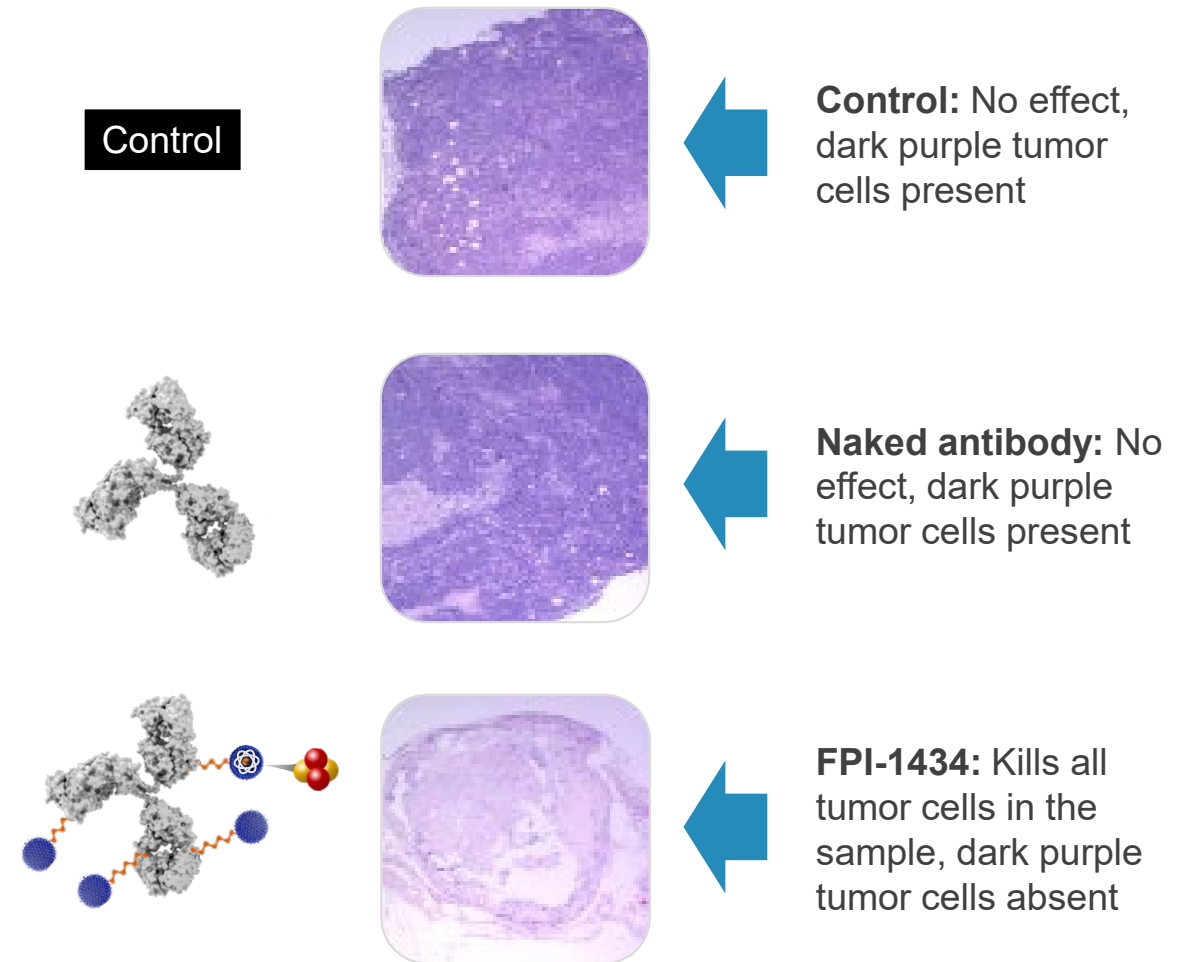 Control
Control: No effect,
dark purple tumor
cells present
Naked antibody: No
effect, dark purple
tumor cells present
FPI-1434: Kills all
tumor cells in the
sample, dark purple
tumor cells absent